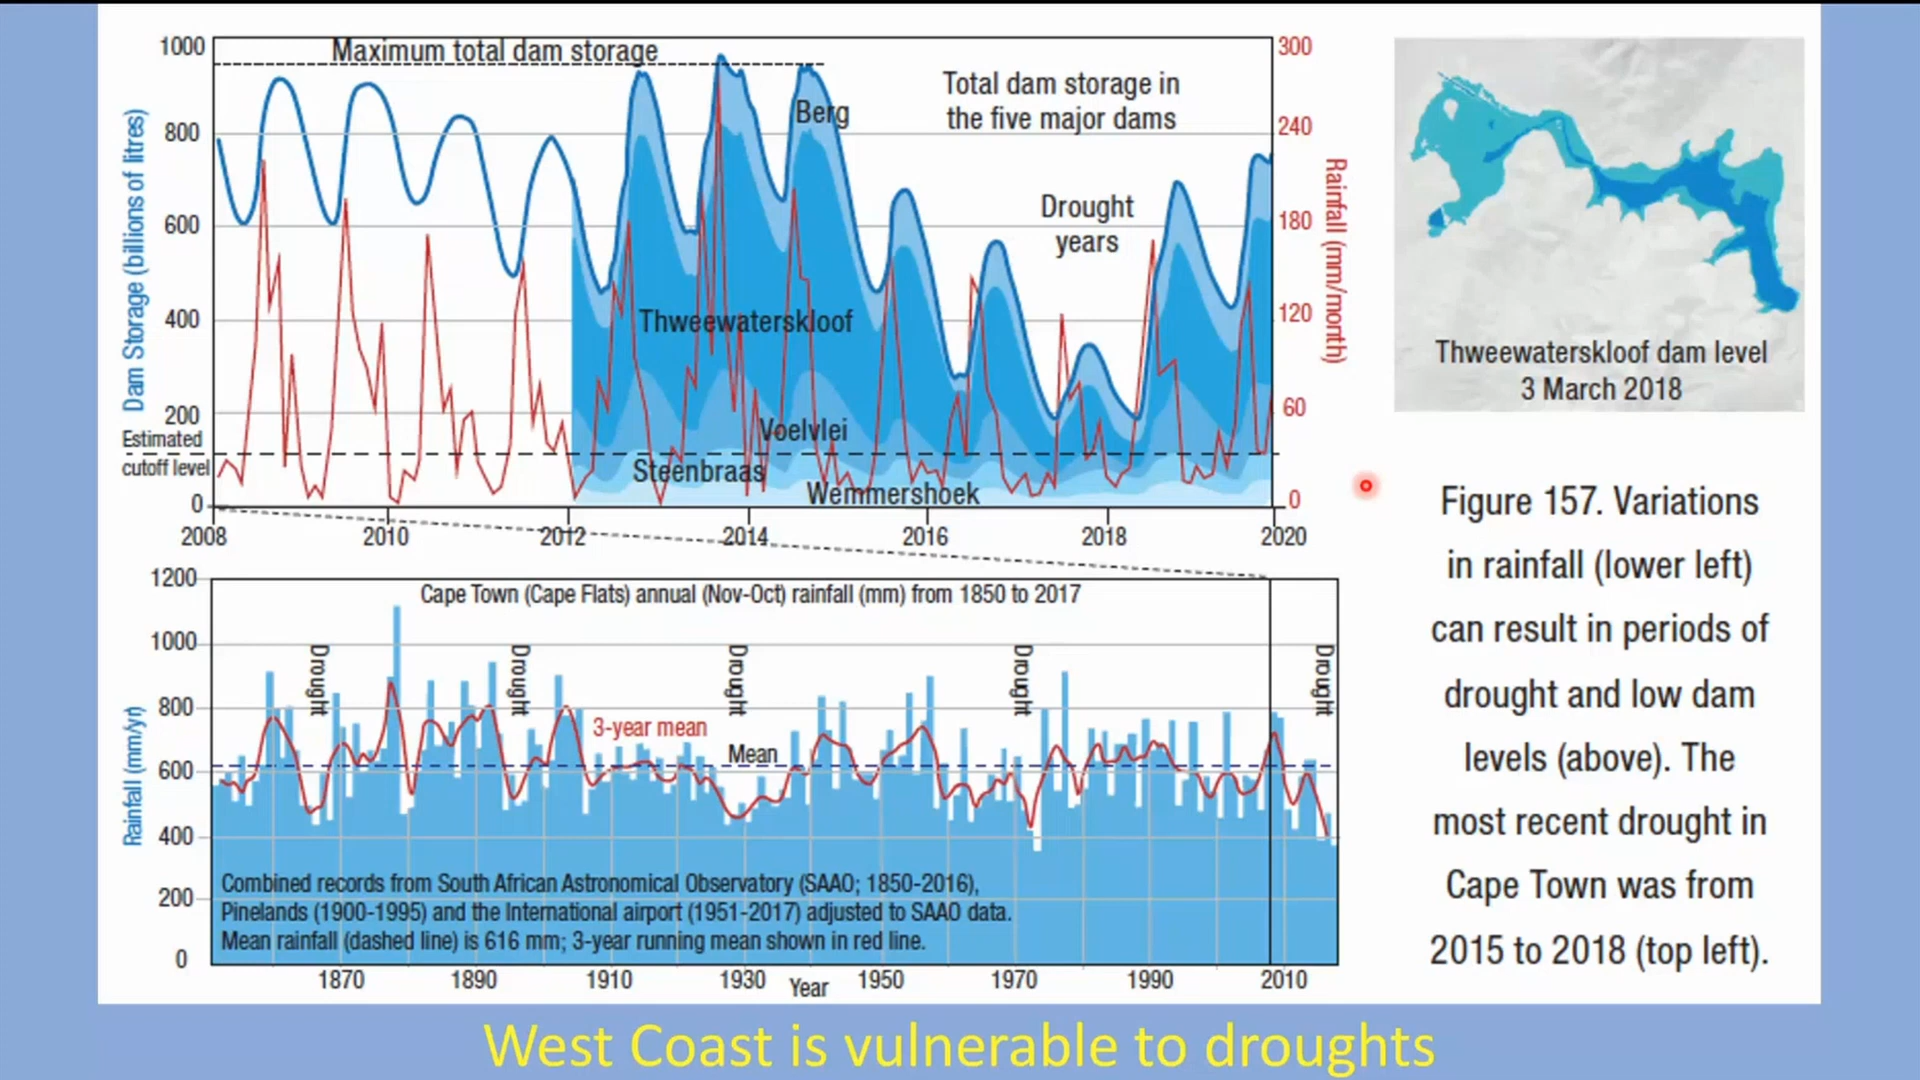 Maximum total dam storage
Total dam storage in
the five major dams
Berg
Drought
years
Thweewaterskloof
Voelvlei
Steenbraas
Wemmershoek
Dam Storage (billions of litres)
1000
800
600
400
200
Estimated
cutoff level
0
Rainfall (mm/month)
300
240
180
120
60
0
2008
2010
2012
2014
2016
2018
2020
Thweewaterskloof dam level
3 March 2018
Cape Town (Cape Flats) annual (Nov-Oct) rainfall (mm) from 1850 to 2017
Rainfall (mm/yr)
1200
1000
800
600
400
200
0
Drought
Drought
Drought
Drought
Drought
3-year mean
Mean
Combined records from South African Astronomical Observatory (SAAO; 1850-2016),
Pinelands (1900-1995) and the International airport (1951-2017) adjusted to SAAO data.
Mean rainfall (dashed line) is 616 mm; 3-year running mean shown in red line.
1870
1890
1910
1930
1950
1970
1990
2010
Year
Figure 157. Variations
in rainfall (lower left)
can result in periods of
drought and low dam
levels (above). The
most recent drought in
Cape Town was from
2015 to 2018 (top left).
West Coast is vulnerable to droughts